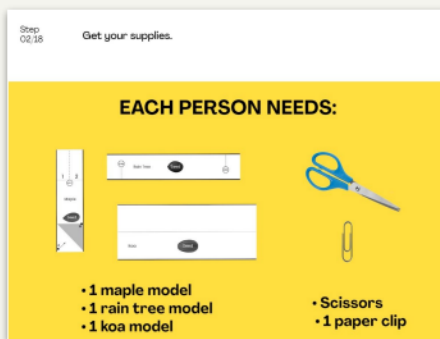 Step
02/18
Get your supplies.
EACH PERSON NEEDS:
• 1 maple model
• 1 rain tree model
• 1 koa model
• Scissors
• 1 paper clip